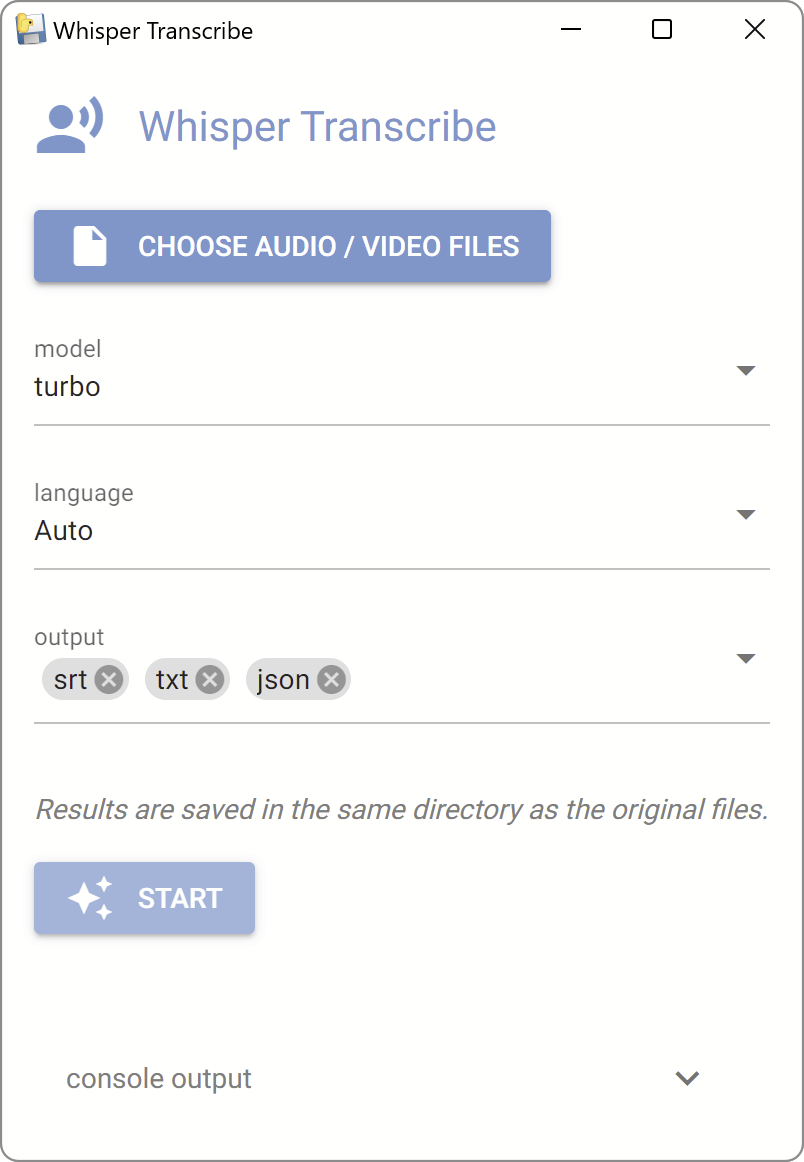 Whisper Transcribe
Whisper Transcribe
CHOOSE AUDIO / VIDEO FILES
model
turbo
language
Auto
output
srt txt json
Results are saved in the same directory as the original files.
START
console output